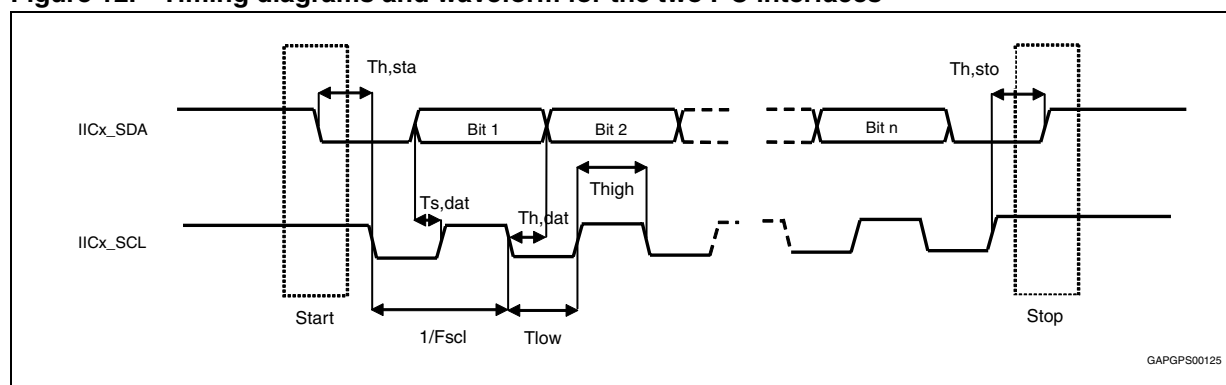 Th,sta
Th,sto
IICx_SDA
Bit 1
Bit 2
Bit n
Thigh
Ts,dat
Th,dat
IICx_SCL
Start
Stop
1/Fscl
Tlow
GAPGPS00125